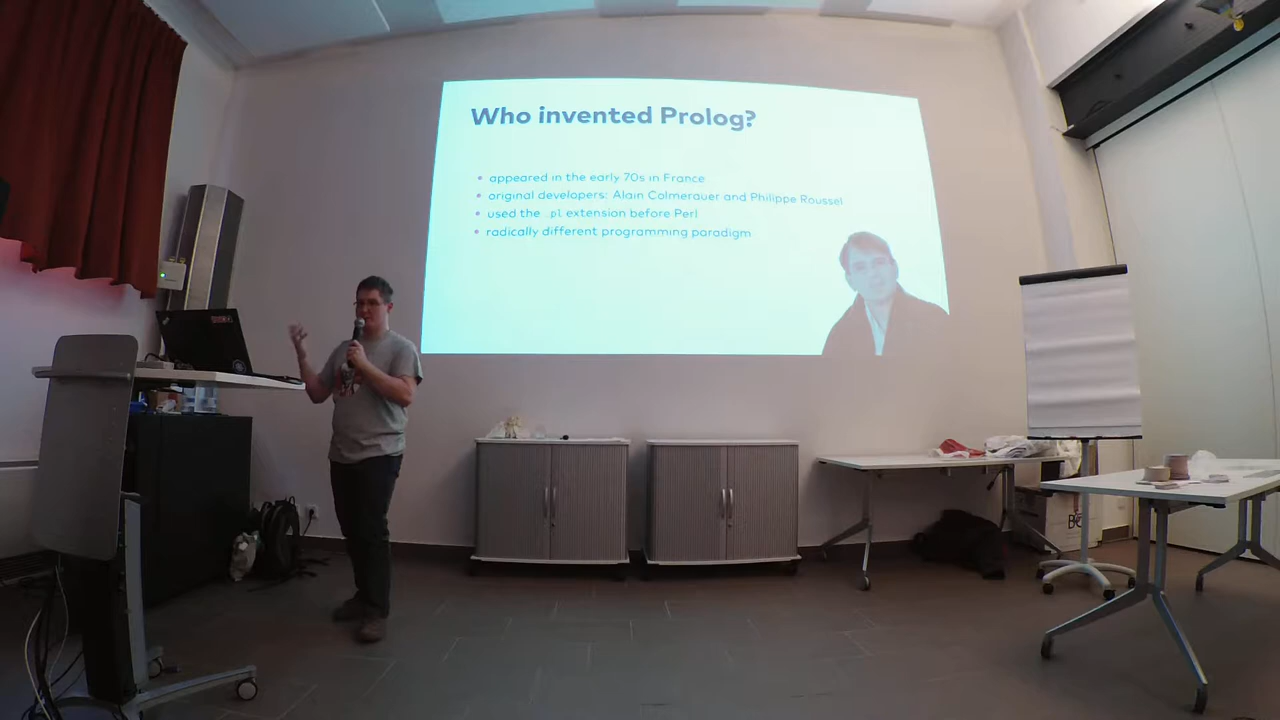 Who invented Prolog?
appeared in the early 70s in France
original developers: Alain Colmerauer and Philippe Roussel
used the .pl extension before Perl
radically different programming paradigm